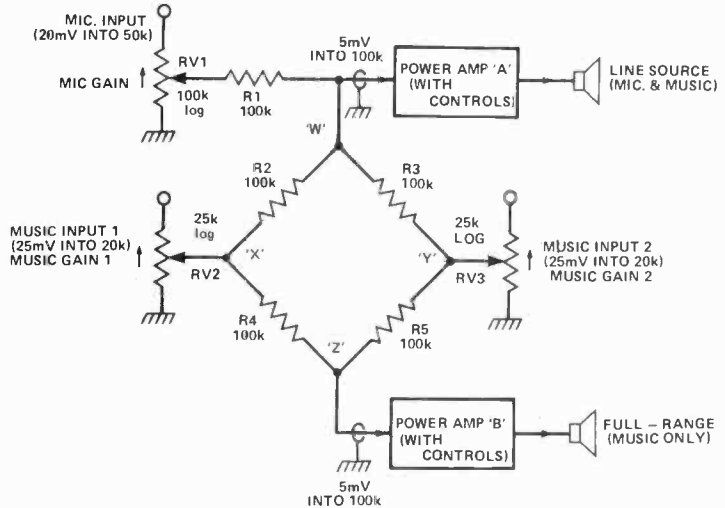 MIC. INPUT
(20mV INTO 50k)
RV1
MIC GAIN
100k
log
R1
100k
5mV
INTO 100k
POWER AMP 'A'
(WITH
CONTROLS)
LINE SOURCE
(MIC. & MUSIC)
'W'
R2
100k
R3
100k
MUSIC INPUT 1
(25mV INTO 20k)
MUSIC GAIN 1
25k
log
RV2
'X'
'Y'
25k
LOG
RV3
MUSIC INPUT 2
(25mV INTO 20k)
MUSIC GAIN 2
R4
100k
R5
100k
'Z'
5mV
INTO 100k
POWER AMP 'B'
(WITH
CONTROLS)
FULL – RANGE
(MUSIC ONLY)